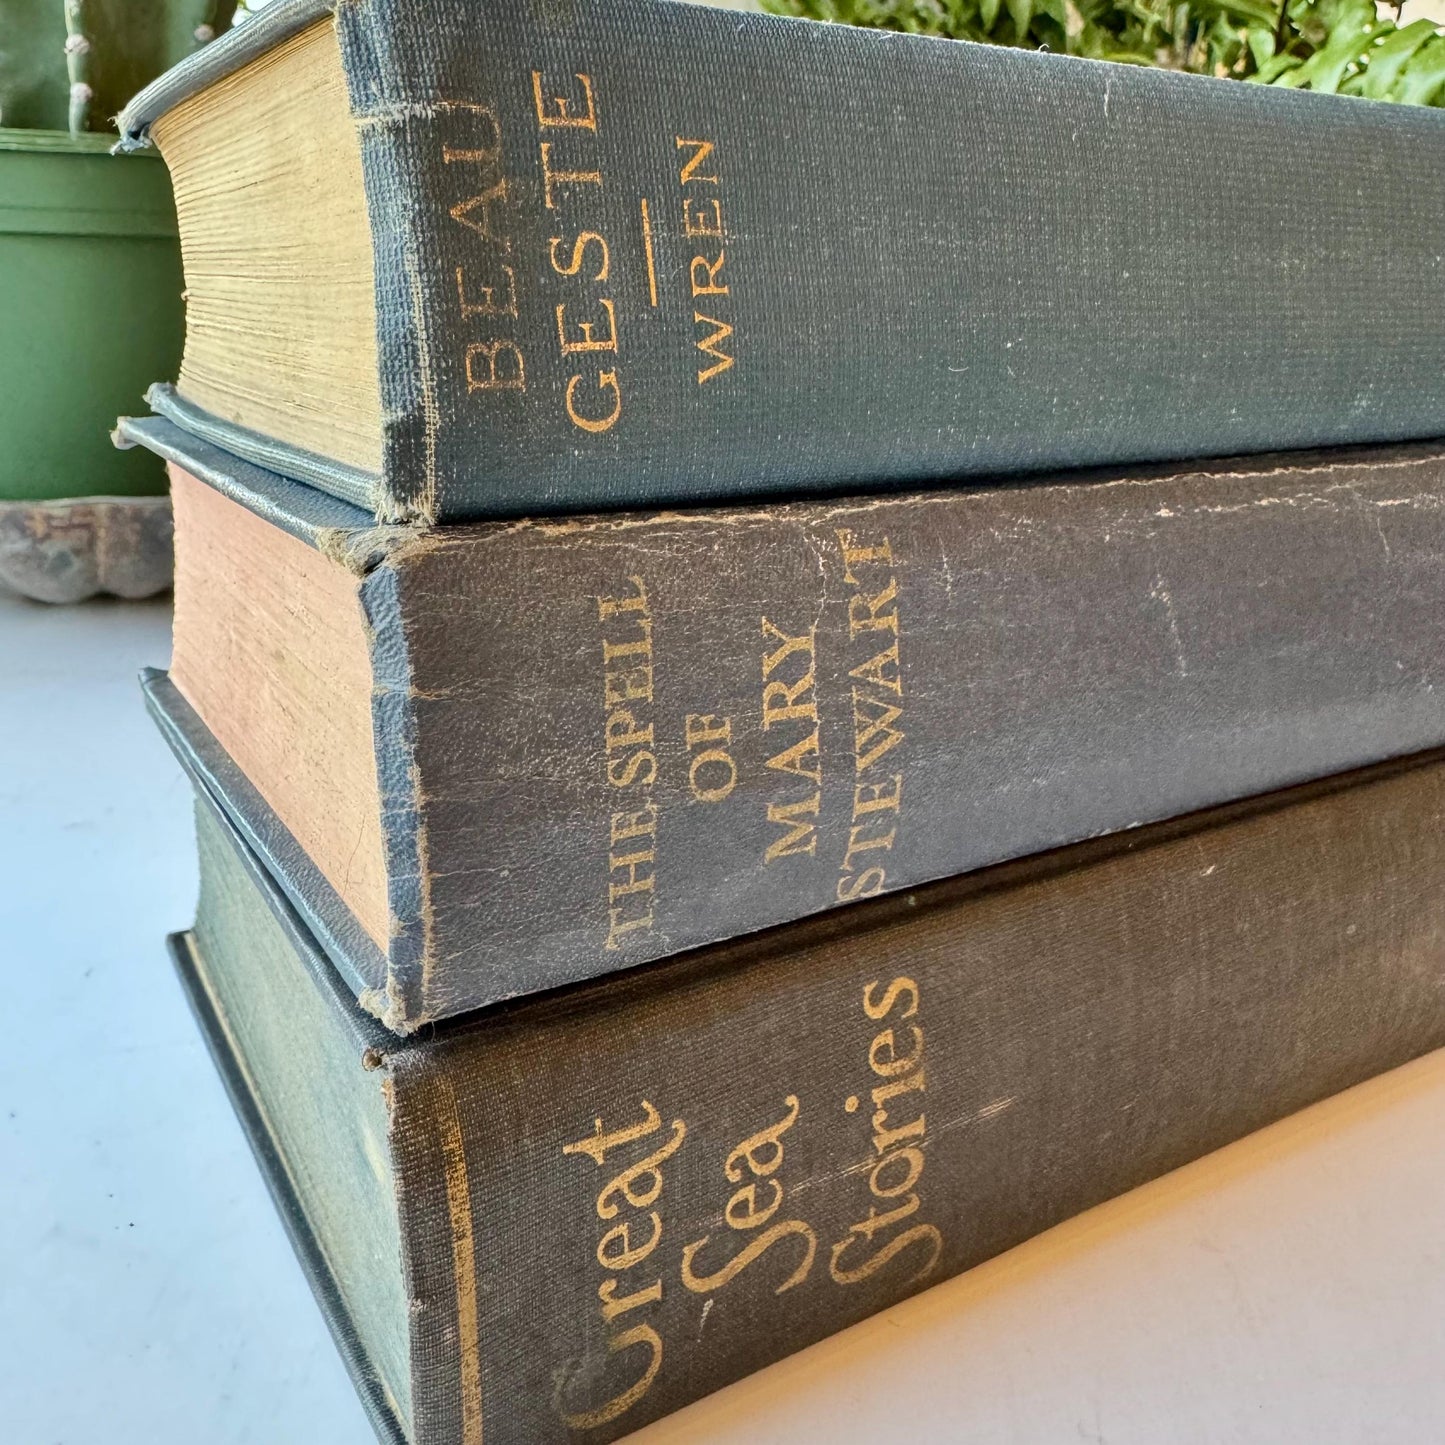 BEAU
GESTE
WREN
THE SPELL
OF
MARY
STEWART
Great
Sea
Stories